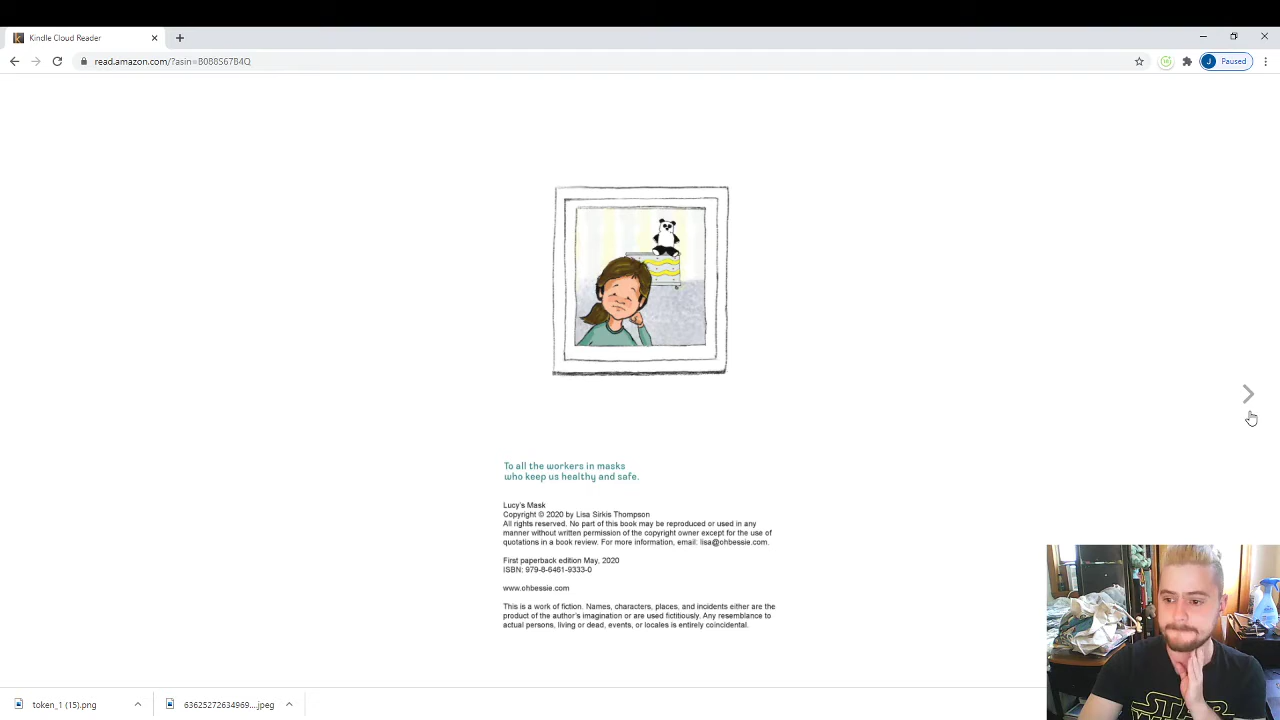 Kindle Cloud Reader
read.amazon.com/?asin=B088S67B4Q
Paused
To all the workers in masks
who keep us healthy and safe.
Lucy's Mask
Copyright © 2020 by Lisa Sirkis Thompson
All rights reserved. No part of this book may be reproduced or used in any
manner without written permission of the copyright owner except for the use of
quotations in a book review. For more information, email: lisa@ohbessie.com.
First paperback edition May, 2020
ISBN: 979-8-6461-9333-0
www.ohbessie.com
This is a work of fiction. Names, characters, places, and incidents either are the
product of the author's imagination or are used fictitiously. Any resemblance to
actual persons, living or dead, events, or locales is entirely coincidental.
token_1 (15).png
63625272634969....jpeg